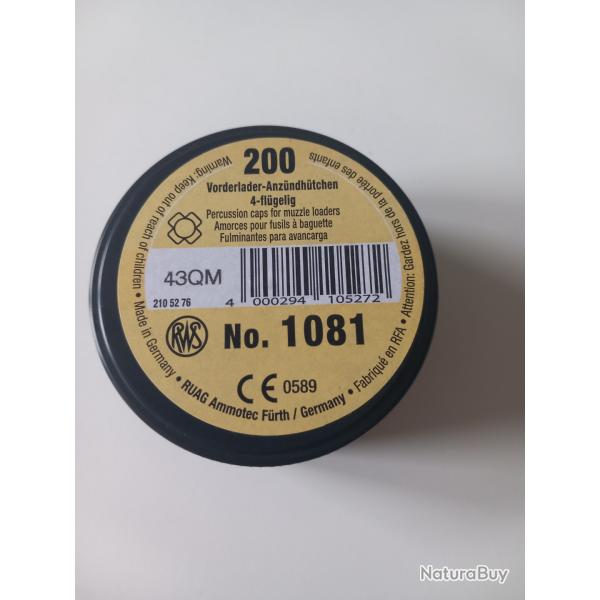 200
Vorderlader-Anzündhütchen
4-flügelig
Percussion caps for muzzle loaders
Amorces pour fusils à baguette
Fulminantes para avancarga
43QM
210 52 76
4 000294 105272
RWS
No. 1081
CE 0589
Warning: Keep out of reach of children • Made in Germany • RUAG Ammotec Fürth / Germany • Fabriqué en RFA • Attention: Gardez hors de la portée des enfants
NaturaBuy